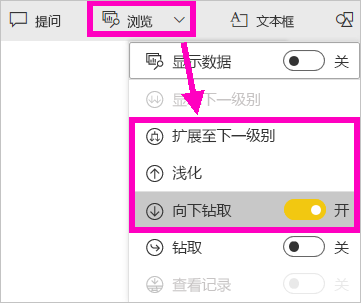 提问 浏览 文本框
显示数据 关
显示下一级别
扩展至下一级别
浅化
向下钻取 开
钻取 关
查看记录 关